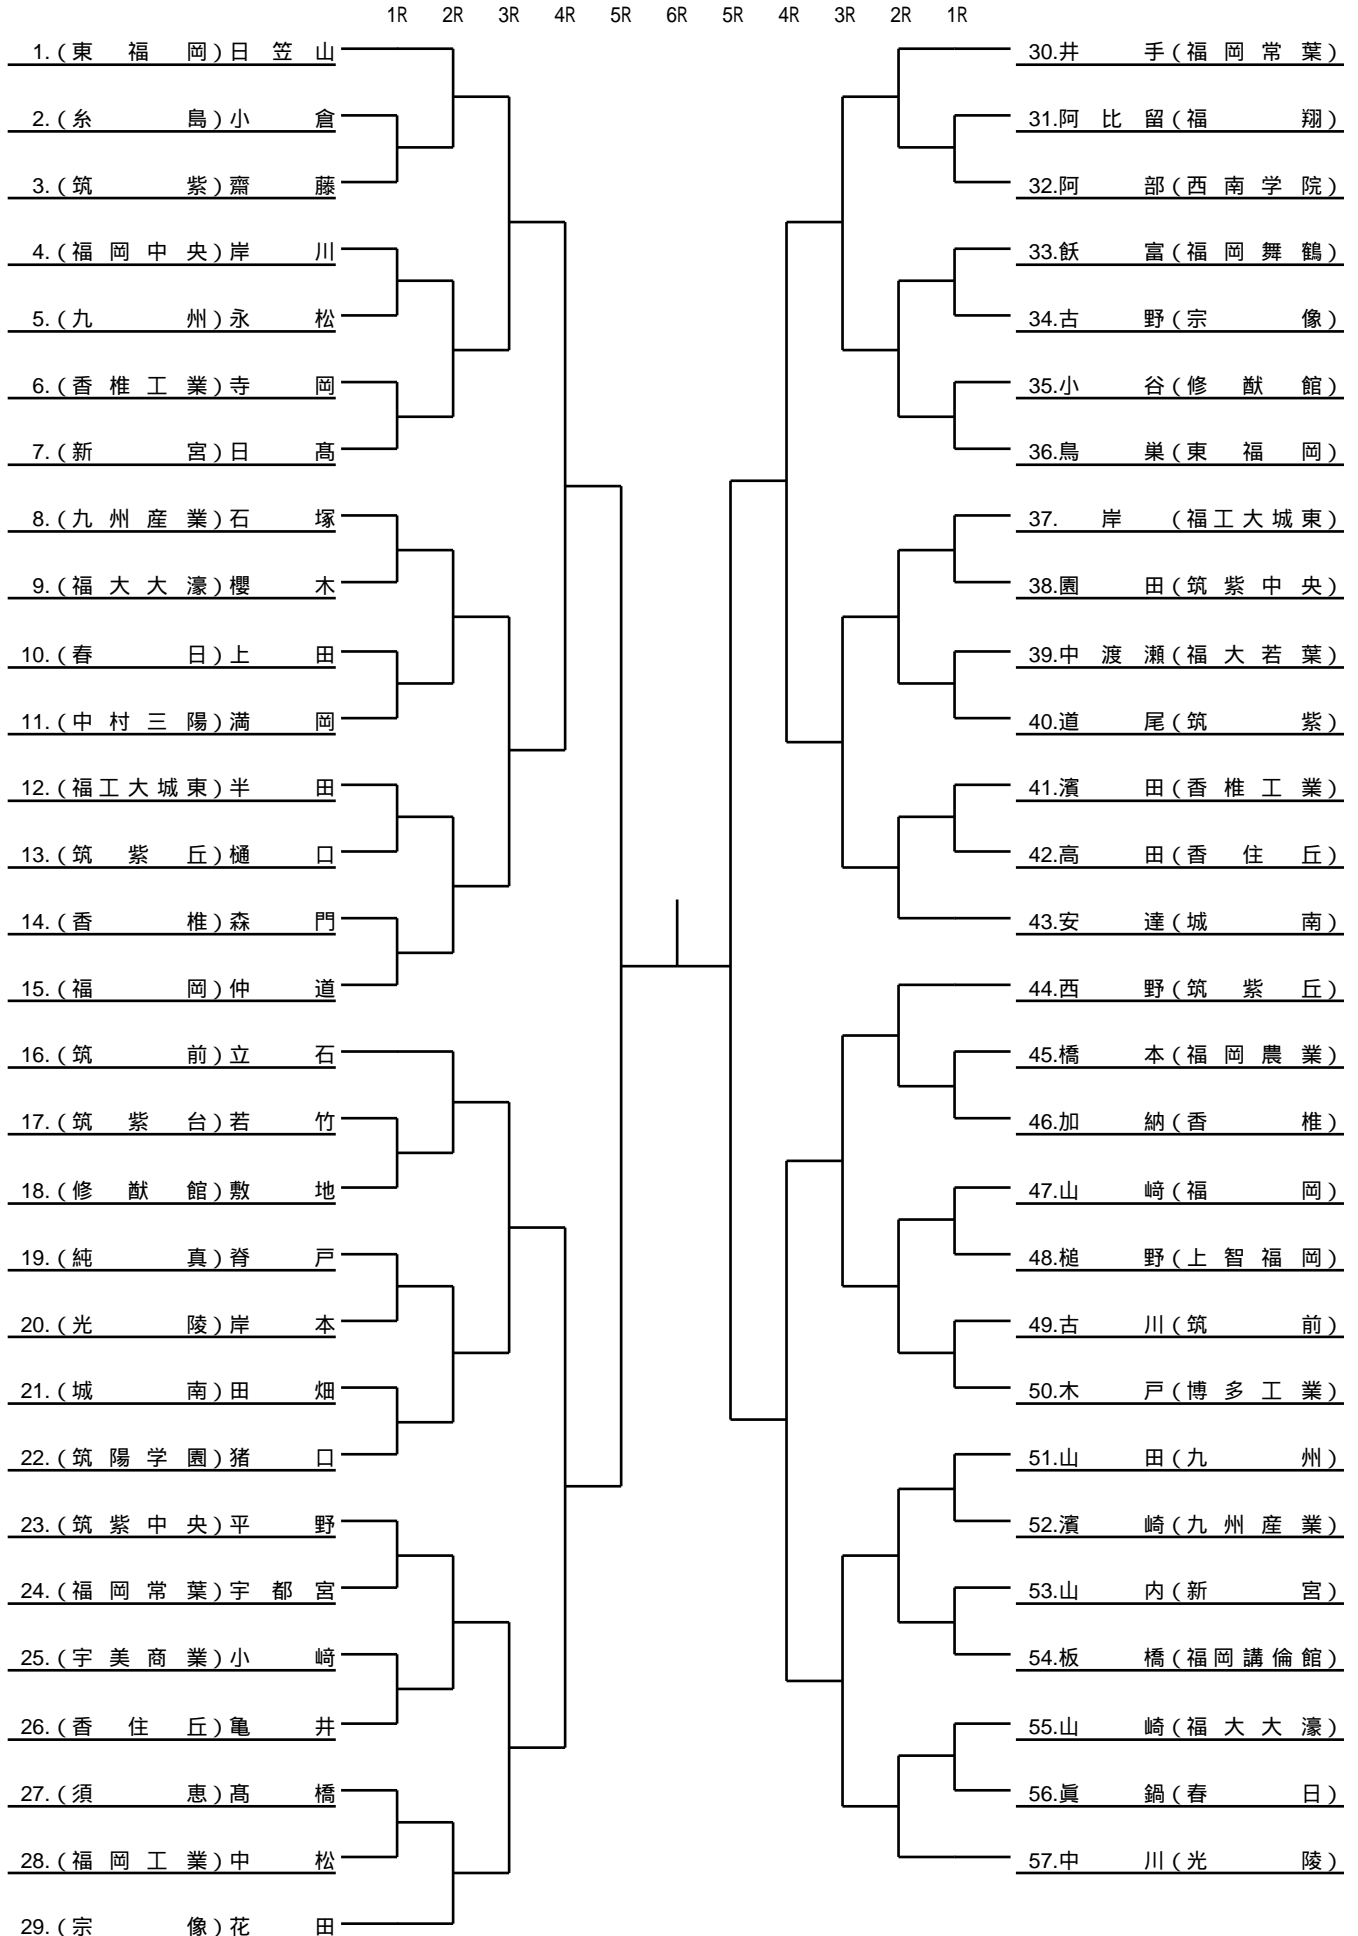 1R 2R 3R 4R 5R 6R 5R 4R 3R 2R 1R
1.(東福岡)日笠山
2.(糸島)小倉
3.(筑紫)齋藤
4.(福岡中央)岸川
5.(九州)永松
6.(香椎工業)寺岡
7.(新宮)日髙
8.(九州産業)石塚
9.(福大大濠)櫻木
10.(春日)上田
11.(中村三陽)満岡
12.(福工大城東)半田
13.(筑紫丘)樋口
14.(香椎)森門
15.(福岡)仲道
16.(筑前)立石
17.(筑紫台)若竹
18.(修猷館)敷地
19.(純真)脊戸
20.(光陵)岸本
21.(城南)田畑
22.(筑陽学園)猪口
23.(筑紫中央)平野
24.(福岡常葉)宇都宮
25.(宇美商業)小﨑
26.(香住丘)亀井
27.(須恵)髙橋
28.(福岡工業)中松
29.(宗像)花田
30.井手(福岡常葉)
31.阿比留(福翔)
32.阿部(西南学院)
33.飫富(福岡舞鶴)
34.古野(宗像)
35.小谷(修猷館)
36.鳥巣(東福岡)
37.岸(福工大城東)
38.園田(筑紫中央)
39.中渡瀬(福大若葉)
40.道尾(筑紫)
41.濱田(香椎工業)
42.高田(香住丘)
43.安達(城南)
44.西野(筑紫丘)
45.橋本(福岡農業)
46.加納(香椎)
47.山﨑(福岡)
48.槌野(上智福岡)
49.古川(筑前)
50.木戸(博多工業)
51.山田(九州)
52.濱崎(九州産業)
53.山内(新宮)
54.板橋(福岡講倫館)
55.山崎(福大大濠)
56.眞鍋(春日)
57.中川(光陵)